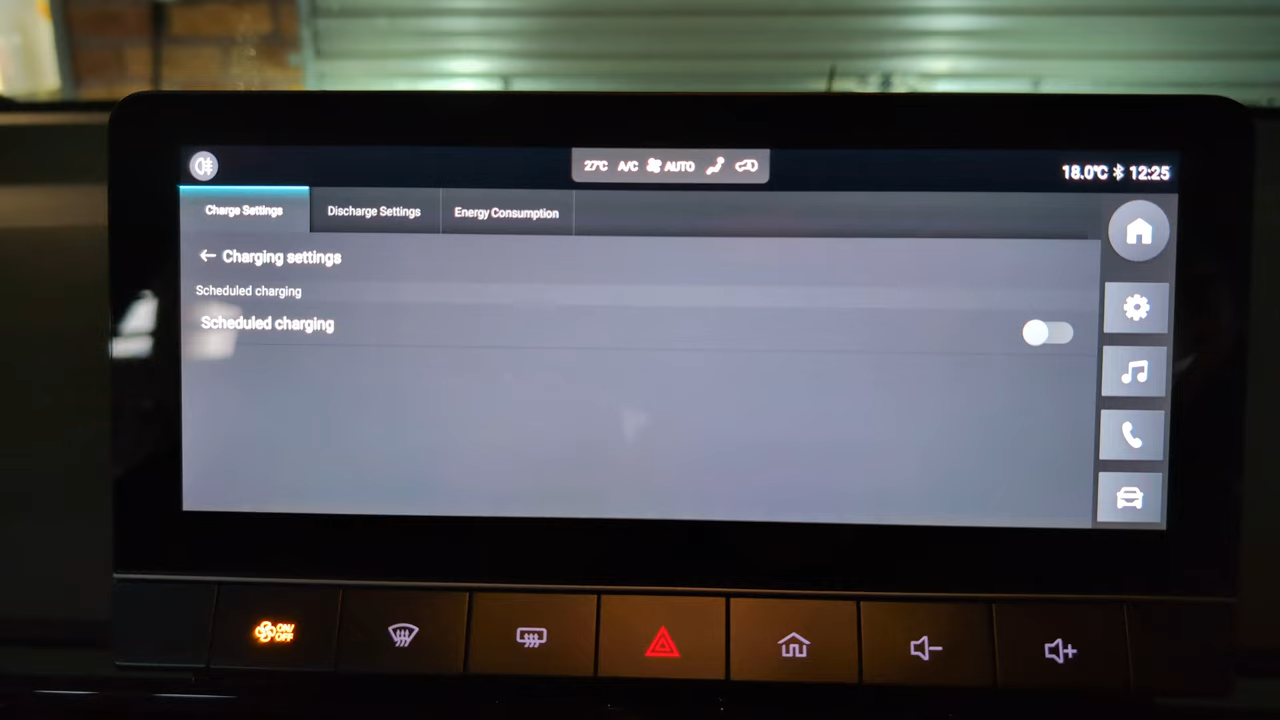 27°C A/C AUTO
18.0°C 12:25
Charge Settings Discharge Settings Energy Consumption
Charging settings
Scheduled charging
Scheduled charging
ON/OFF